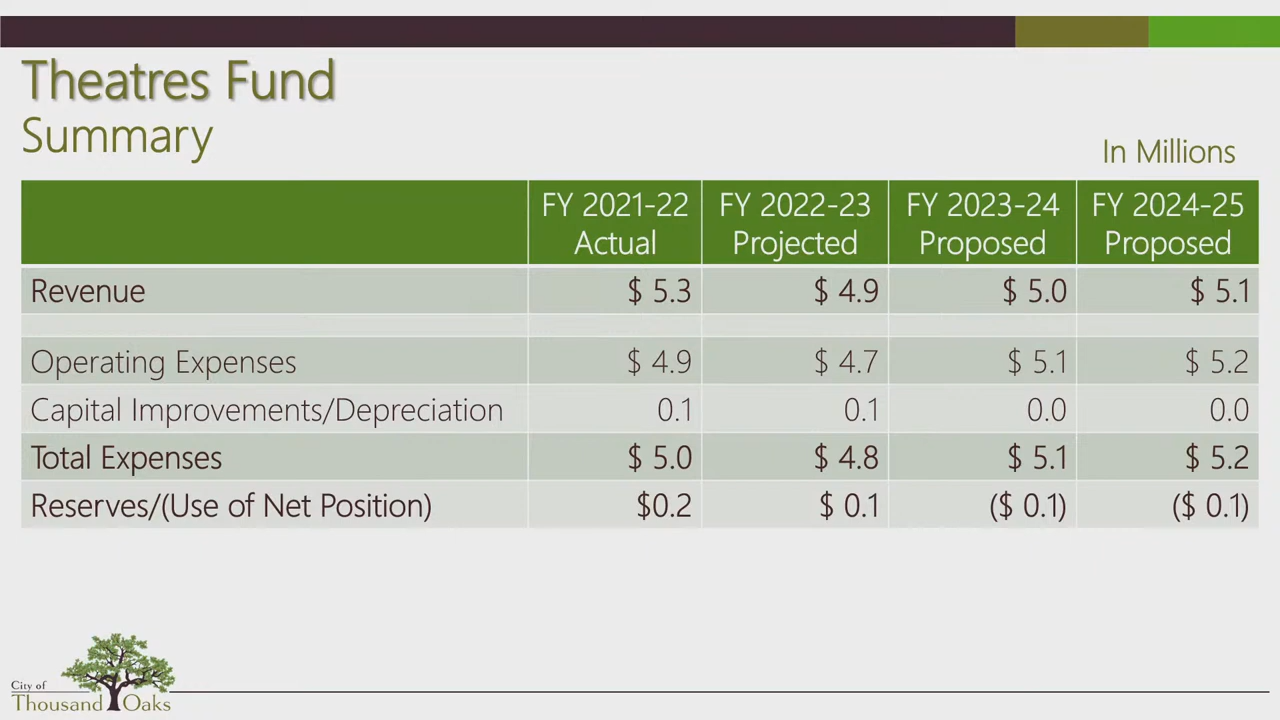 Theatres Fund
Summary
In Millions
FY 2021-22 Actual FY 2022-23 Projected FY 2023-24 Proposed FY 2024-25 Proposed
Revenue $ 5.3 $ 4.9 $ 5.0 $ 5.1
Operating Expenses $ 4.9 $ 4.7 $ 5.1 $ 5.2
Capital Improvements/Depreciation 0.1 0.1 0.0 0.0
Total Expenses $ 5.0 $ 4.8 $ 5.1 $ 5.2
Reserves/(Use of Net Position) $0.2 $ 0.1 ($ 0.1) ($ 0.1)
City of
Thousand Oaks